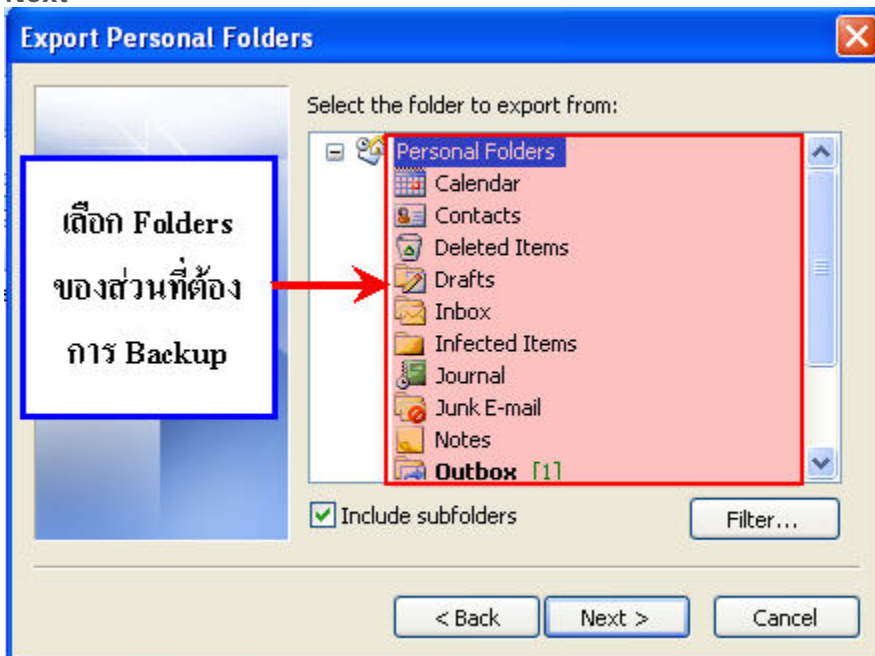 Next
Export Personal Folders
Select the folder to export from:
Personal Folders
Calendar
Contacts
Deleted Items
Drafts
Inbox
Infected Items
Journal
Junk E-mail
Notes
Outbox [1]
เลือก Folders
ของส่วนที่ต้อง
การ Backup
Include subfolders
Filter...
< Back
Next >
Cancel